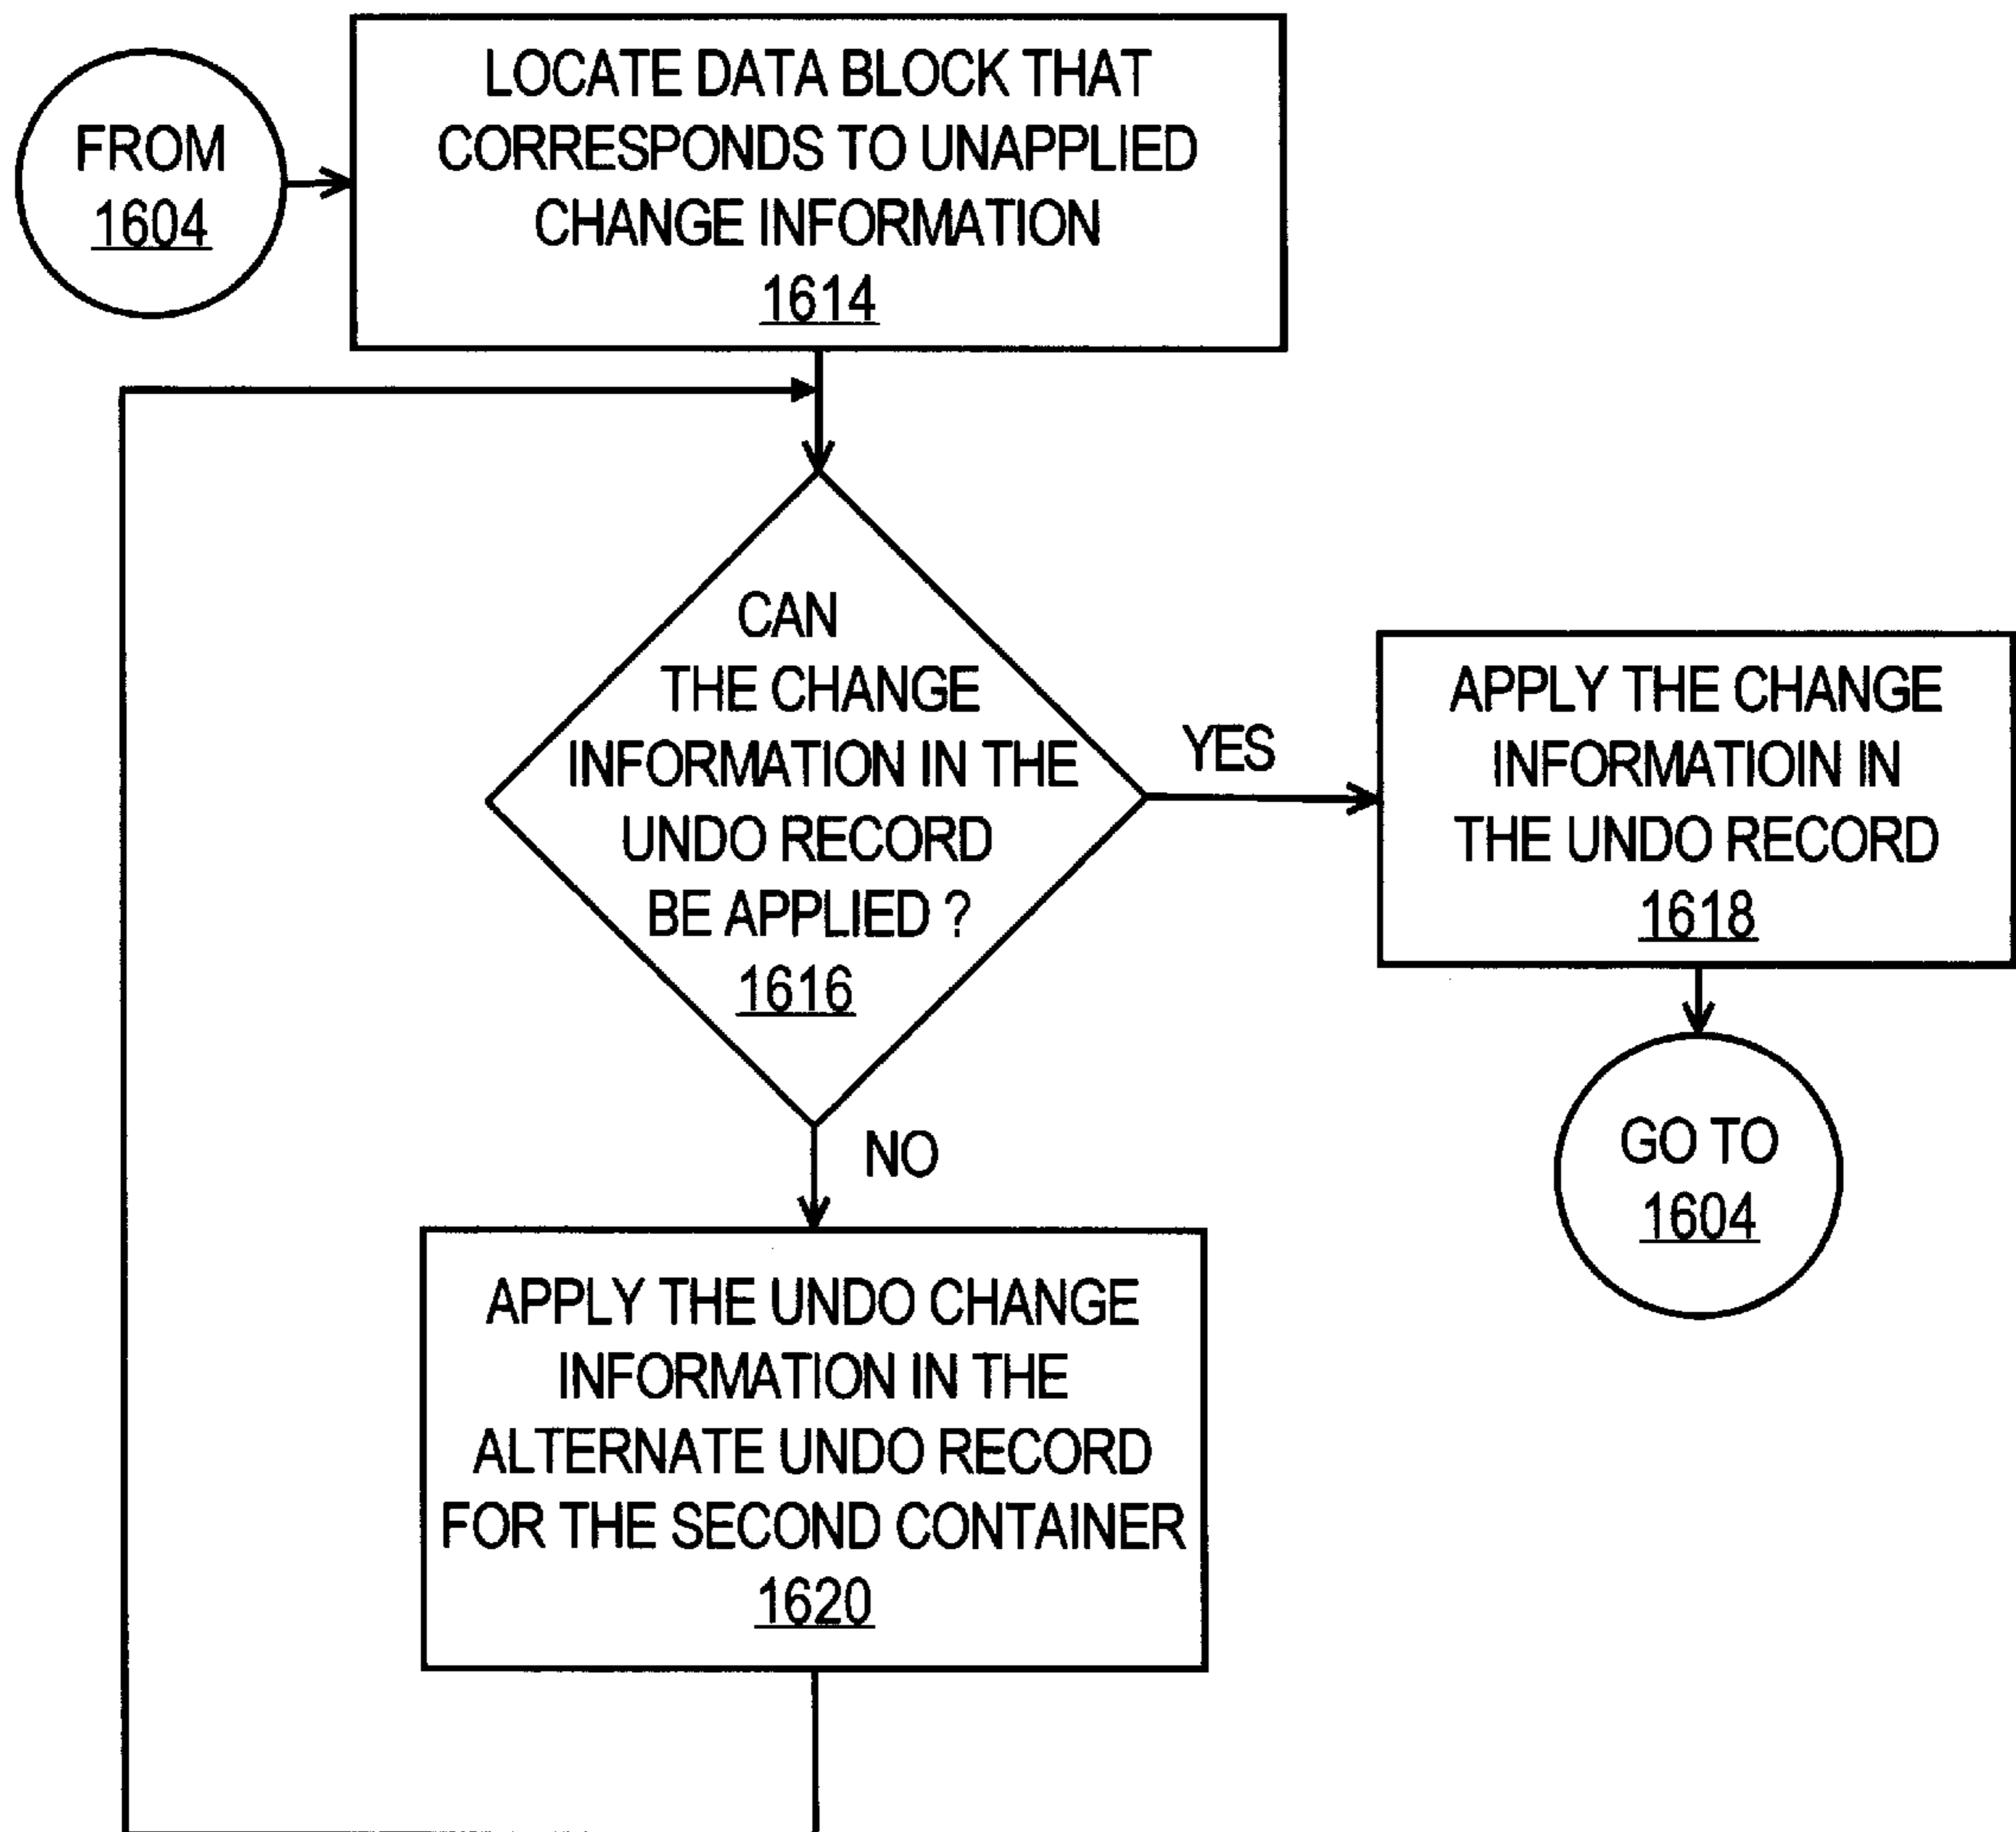 FROM
1604
LOCATE DATA BLOCK THAT
CORRESPONDS TO UNAPPLIED
CHANGE INFORMATION
1614
CAN
THE CHANGE
INFORMATION IN THE
UNDO RECORD
BE APPLIED ?
1616
YES
APPLY THE CHANGE
INFORMATIOIN IN
THE UNDO RECORD
1618
GO TO
1604
NO
APPLY THE UNDO CHANGE
INFORMATION IN THE
ALTERNATE UNDO RECORD
FOR THE SECOND CONTAINER
1620